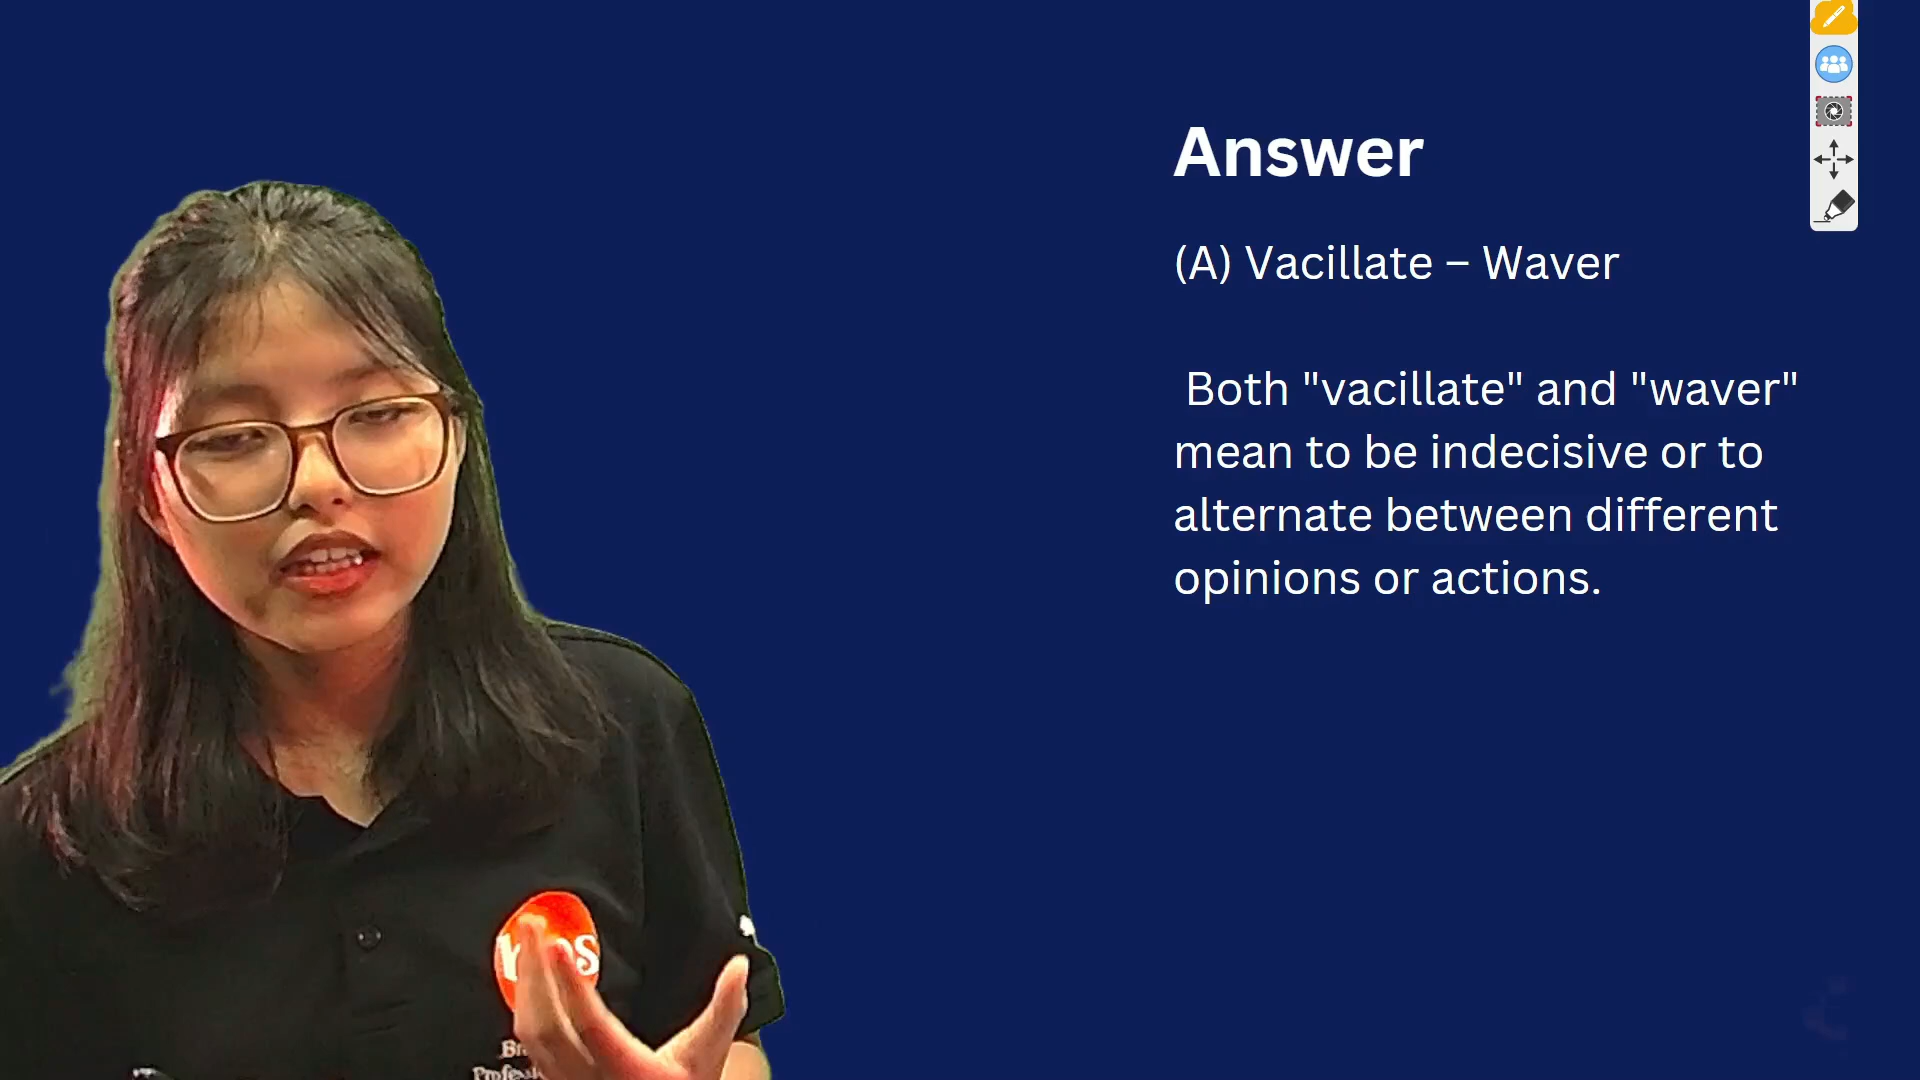 Answer
(A) Vacillate – Waver
Both "vacillate" and "waver"
mean to be indecisive or to
alternate between different
opinions or actions.